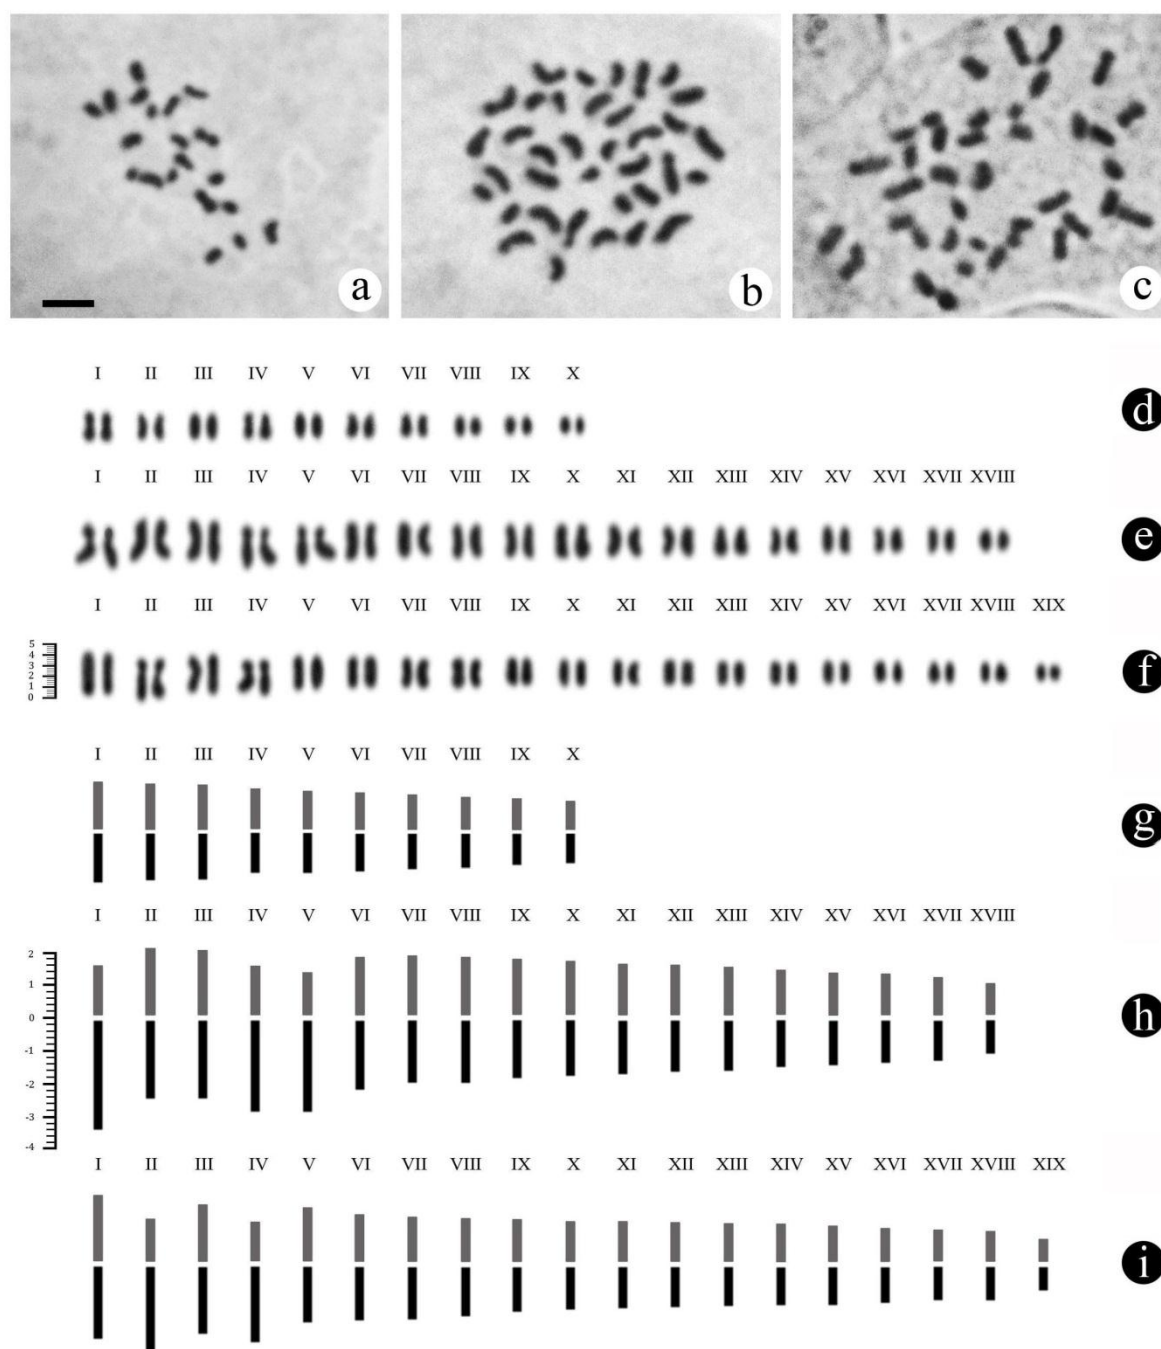 a b c
I II III IV V VI VII VIII IX X
d
I II III IV V VI VII VIII IX X XI XII XIII XIV XV XVI XVII XVIII
e
I II III IV V VI VII VIII IX X XI XII XIII XIV XV XVI XVII XVIII XIX
5
4
3
2
1
0
f
I II III IV V VI VII VIII IX X
g
I II III IV V VI VII VIII IX X XI XII XIII XIV XV XVI XVII XVIII
2
1
0
-1
-2
-3
-4
h
I II III IV V VI VII VIII IX X XI XII XIII XIV XV XVI XVII XVIII XIX
i